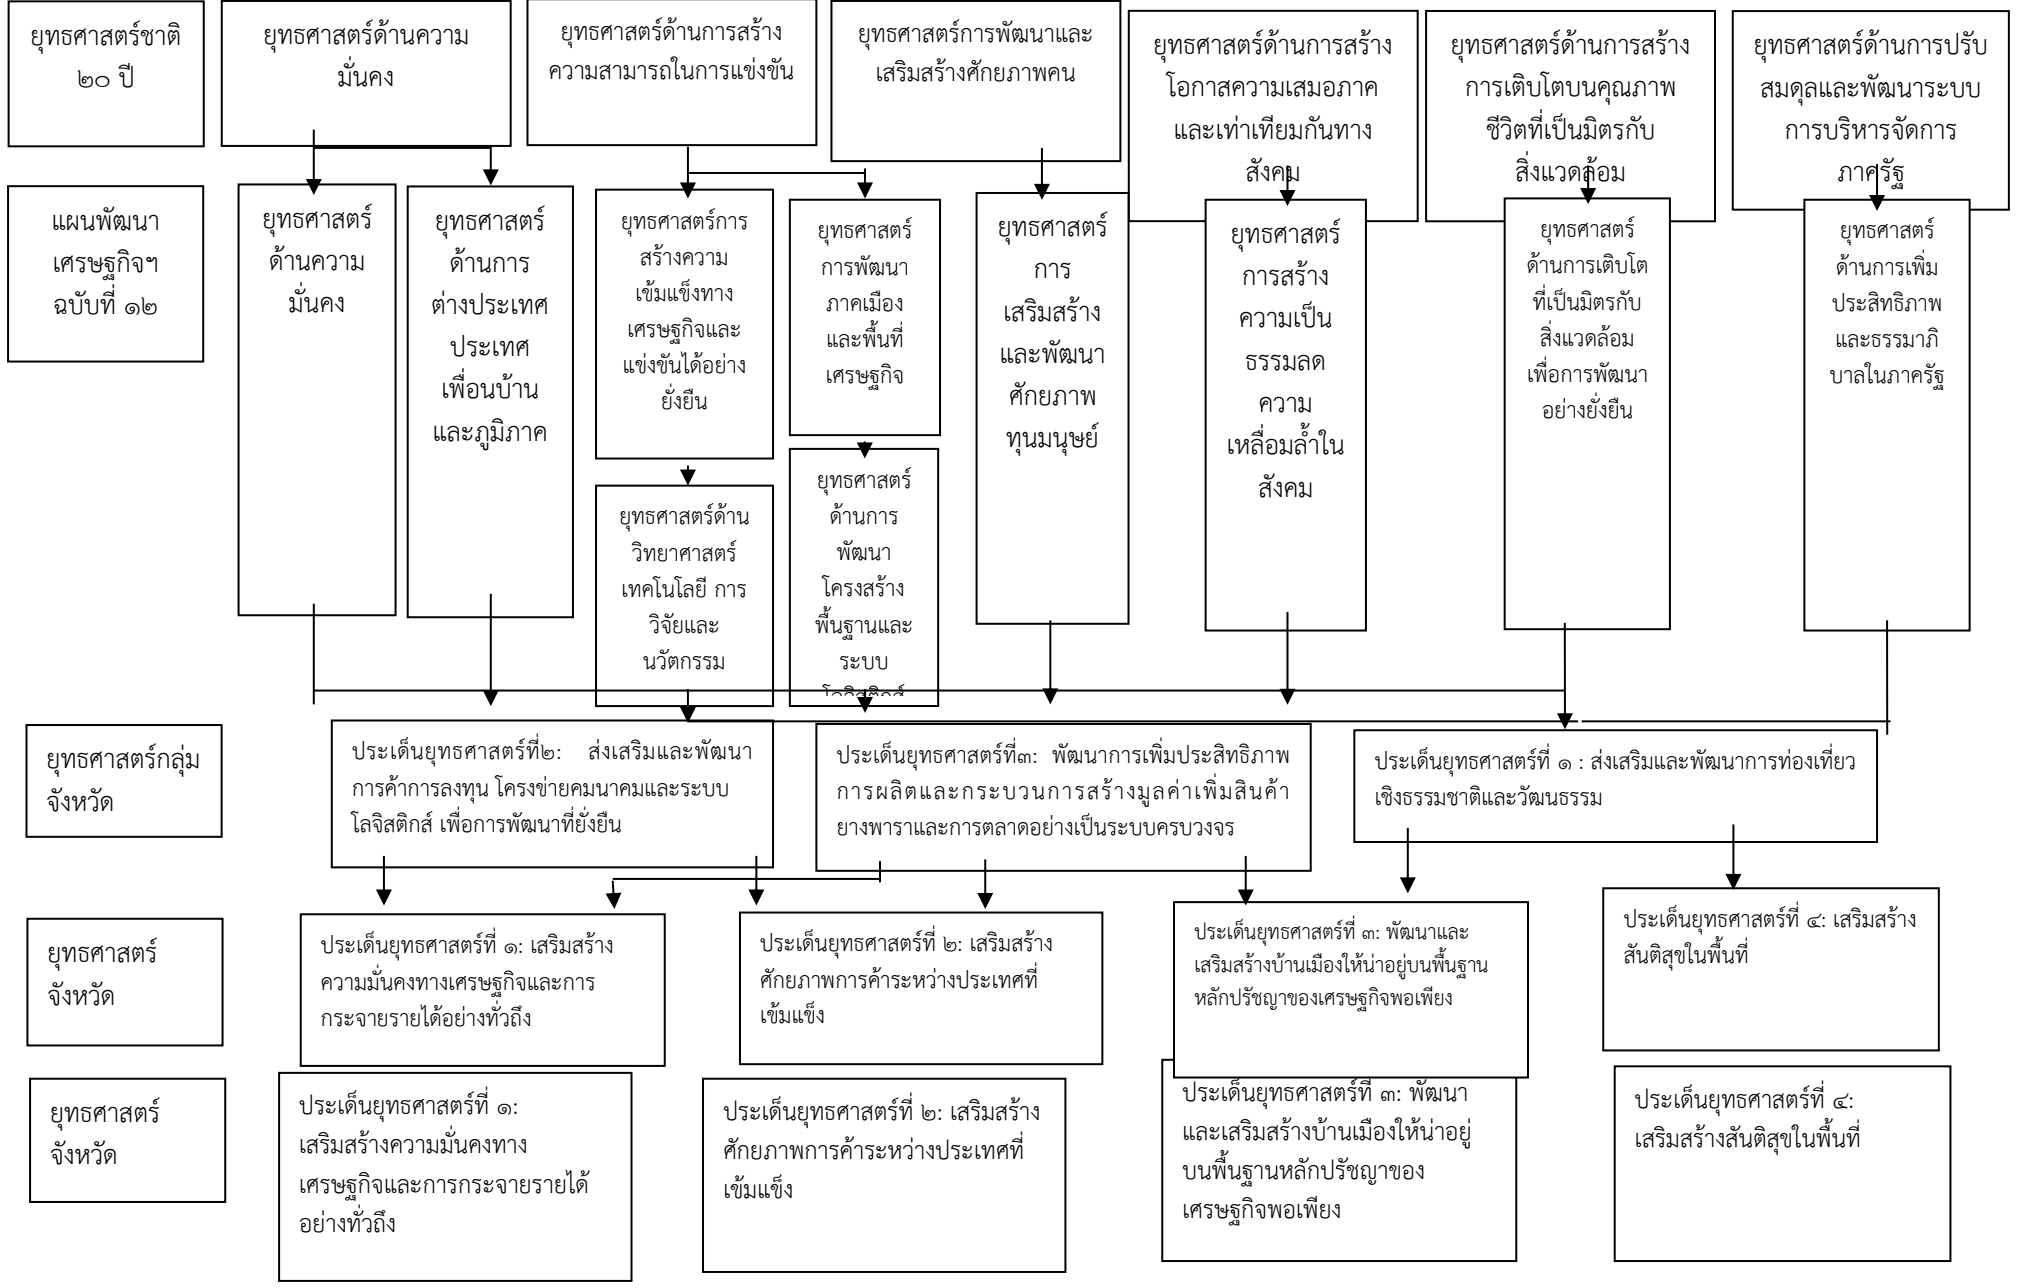 ยุทธศาสตร์ชาติ
๒๐ ปี
ยุทธศาสตร์ด้านความ
มั่นคง
ยุทธศาสตร์ด้านการสร้าง
ความสามารถในการแข่งขัน
ยุทธศาสตร์การพัฒนาและ
เสริมสร้างศักยภาพคน
ยุทธศาสตร์ด้านการสร้าง
โอกาสความเสมอภาค
และเท่าเทียมกันทาง
สังคม
ยุทธศาสตร์ด้านการสร้าง
การเติบโตบนคุณภาพ
ชีวิตที่เป็นมิตรกับ
สิ่งแวดล้อม
ยุทธศาสตร์ด้านการปรับ
สมดุลและพัฒนาระบบ
การบริหารจัดการ
ภาครัฐ
แผนพัฒนา
เศรษฐกิจฯ
ฉบับที่ ๑๒
ยุทธศาสตร์
ด้านความ
มั่นคง
ยุทธศาสตร์
ด้านการ
ต่างประเทศ
ประเทศ
เพื่อนบ้าน
และภูมิภาค
ยุทธศาสตร์การ
สร้างความ
เข้มแข็งทาง
เศรษฐกิจและ
แข่งขันได้อย่าง
ยั่งยืน
ยุทธศาสตร์
การพัฒนา
ภาคเมือง
และพื้นที่
เศรษฐกิจ
ยุทธศาสตร์
การ
เสริมสร้าง
และพัฒนา
ศักยภาพ
ทุนมนุษย์
ยุทธศาสตร์
การสร้าง
ความเป็น
ธรรมลด
ความ
เหลื่อมล้ำใน
สังคม
ยุทธศาสตร์
ด้านการเติบโต
ที่เป็นมิตรกับ
สิ่งแวดล้อม
เพื่อการพัฒนา
อย่างยั่งยืน
ยุทธศาสตร์
ด้านการเพิ่ม
ประสิทธิภาพ
และธรรมาภิ
บาลในภาครัฐ
ยุทธศาสตร์ด้าน
วิทยาศาสตร์
เทคโนโลยี การ
วิจัยและ
นวัตกรรม
ยุทธศาสตร์
ด้านการ
พัฒนา
โครงสร้าง
พื้นฐานและ
ระบบ
โลจิสติกส์
ยุทธศาสตร์กลุ่ม
จังหวัด
ประเด็นยุทธศาสตร์ที่๒: ส่งเสริมและพัฒนา
การค้าการลงทุน โครงข่ายคมนาคมและระบบ
โลจิสติกส์ เพื่อการพัฒนาที่ยั่งยืน
ประเด็นยุทธศาสตร์ที่๓: พัฒนาการเพิ่มประสิทธิภาพ
การผลิตและกระบวนการสร้างมูลค่าเพิ่มสินค้า
ยางพาราและการตลาดอย่างเป็นระบบครบวงจร
ประเด็นยุทธศาสตร์ที่ ๑ : ส่งเสริมและพัฒนาการท่องเที่ยว
เชิงธรรมชาติและวัฒนธรรม
ยุทธศาสตร์
จังหวัด
ประเด็นยุทธศาสตร์ที่ ๑: เสริมสร้าง
ความมั่นคงทางเศรษฐกิจและการ
กระจายรายได้อย่างทั่วถึง
ประเด็นยุทธศาสตร์ที่ ๒: เสริมสร้าง
ศักยภาพการค้าระหว่างประเทศที่
เข้มแข็ง
ประเด็นยุทธศาสตร์ที่ ๓: พัฒนาและ
เสริมสร้างบ้านเมืองให้น่าอยู่บนพื้นฐาน
หลักปรัชญาของเศรษฐกิจพอเพียง
ประเด็นยุทธศาสตร์ที่ ๔: เสริมสร้าง
สันติสุขในพื้นที่
ยุทธศาสตร์
จังหวัด
ประเด็นยุทธศาสตร์ที่ ๑:
เสริมสร้างความมั่นคงทาง
เศรษฐกิจและการกระจายรายได้
อย่างทั่วถึง
ประเด็นยุทธศาสตร์ที่ ๒: เสริมสร้าง
ศักยภาพการค้าระหว่างประเทศที่
เข้มแข็ง
ประเด็นยุทธศาสตร์ที่ ๓: พัฒนา
และเสริมสร้างบ้านเมืองให้น่าอยู่
บนพื้นฐานหลักปรัชญาของ
เศรษฐกิจพอเพียง
ประเด็นยุทธศาสตร์ที่ ๔:
เสริมสร้างสันติสุขในพื้นที่